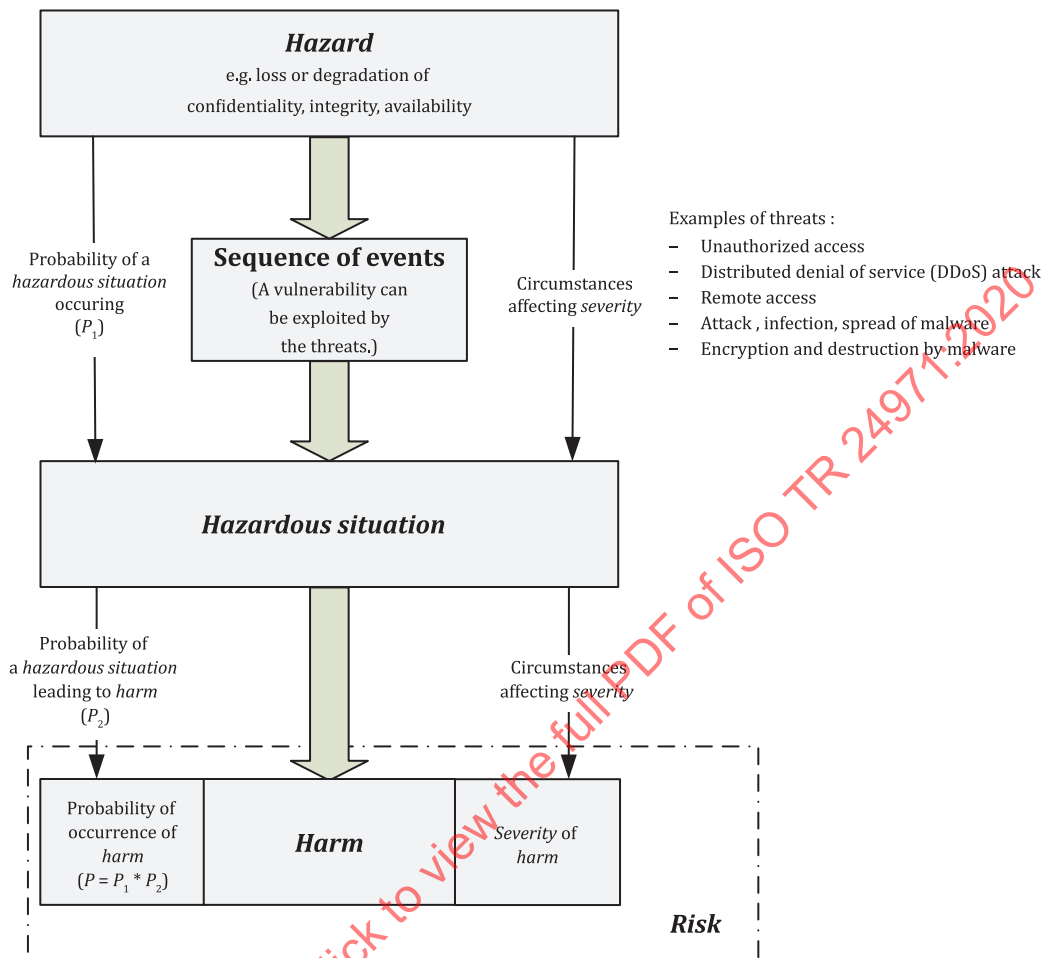 Hazard
e.g. loss or degradation of
confidentiality, integrity, availability
Probability of a
hazardous situation
occuring
(P1)
Sequence of events
(A vulnerability can
be exploited by
the threats.)
Circumstances
affecting severity
Examples of threats :
– Unauthorized access
– Distributed denial of service (DDoS) attack
– Remote access
– Attack , infection, spread of malware
– Encryption and destruction by malware
Hazardous situation
Probability of
a hazardous situation
leading to harm
(P2)
Circumstances
affecting severity
Probability of
occurrence of
harm
(P = P1 * P2)
Harm
Severity of
harm
Risk
lick to view the full PDF of ISO TR 24971:2020